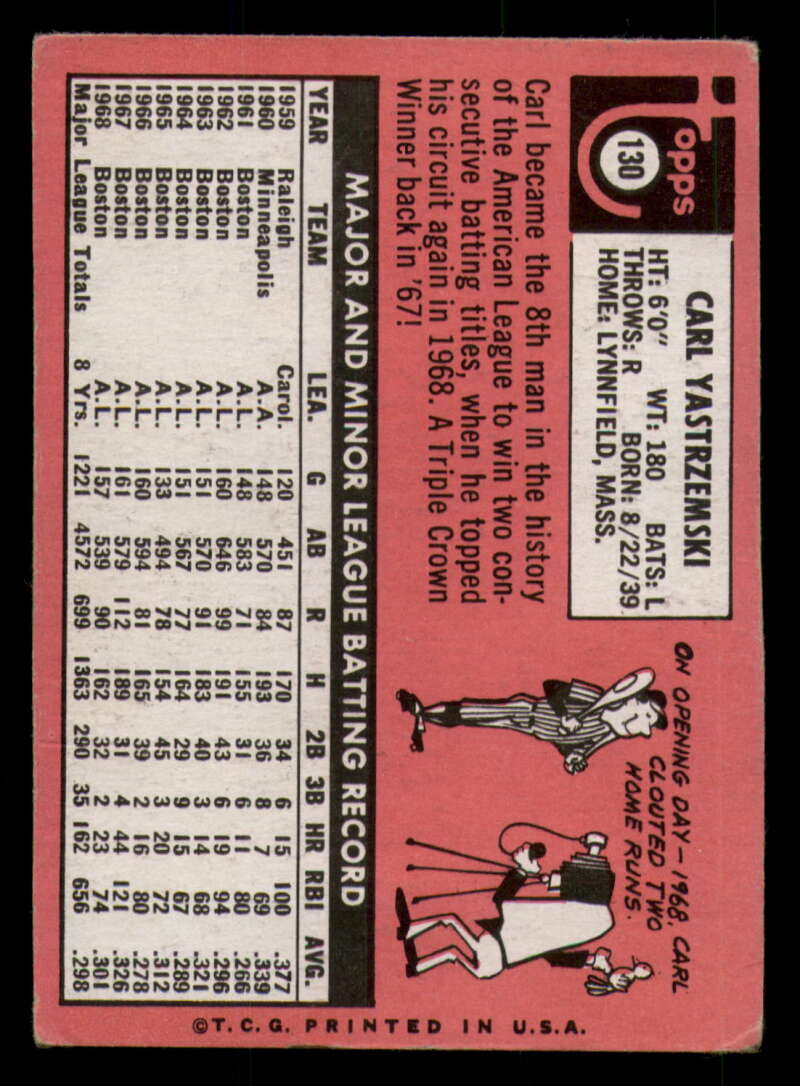 Topps
130
CARL YASTRZEMSKI
HT: 6'0" WT: 180 BATS: L
THROWS: R BORN: 8/22/39
HOME: LYNNFIELD, MASS.
Carl became the 8th man in the history
of the American League to win two con-
secutive batting titles, when he topped
his circuit again in 1968. A Triple Crown
Winner back in '67!
ON OPENING DAY—1968, CARL
CLOUTED TWO
HOME RUNS.
MAJOR AND MINOR LEAGUE BATTING RECORD
YEAR TEAM LEA. G AB R H 2B 3B HR RBI AVG.
1959 Raleigh Carol. 120 451 87 170 34 6 15 100 .377
1960 Minneapolis A.A. 148 570 84 193 36 8 7 69 .339
1961 Boston A.L. 148 583 71 155 31 6 11 80 .266
1962 Boston A.L. 160 646 99 191 43 6 19 94 .296
1963 Boston A.L. 151 570 91 183 40 3 14 68 .321
1964 Boston A.L. 151 567 77 164 29 9 15 67 .289
1965 Boston A.L. 133 494 78 154 45 3 20 72 .312
1966 Boston A.L. 160 594 81 165 39 2 16 80 .278
1967 Boston A.L. 161 579 112 189 31 4 44 121 .326
1968 Boston A.L. 157 539 90 162 32 2 23 74 .301
Major League Totals 8 Yrs. 1221 4572 699 1363 290 35 162 656 .298
©T.C.G. PRINTED IN U.S.A.